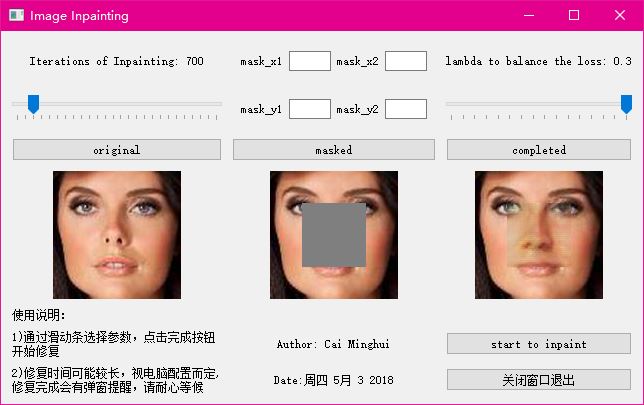 Image Inpainting
Iterations of Inpainting: 700
mask_x1 mask_x2
lambda to balance the loss: 0.3
mask_y1 mask_y2
original
masked
completed
使用说明:
1)通过滑动条选择参数，点击完成按钮
开始修复
2)修复时间可能较长，视电脑配置而定,
修复完成会有弹窗提醒，请耐心等候
Author: Cai Minghui
Date:周四 5月 3 2018
start to inpaint
关闭窗口退出